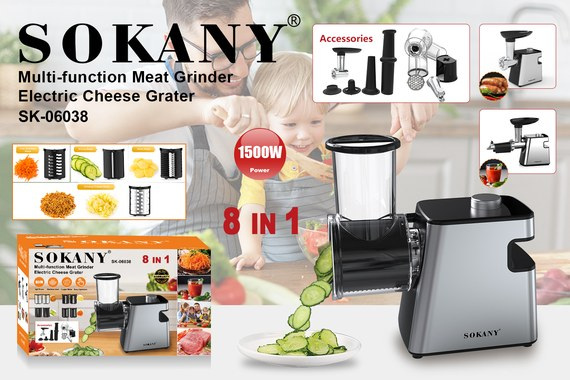 SOKANY®
Multi-function Meat Grinder
Electric Cheese Grater
SK-06038
Accessories
1500W
Power
8 IN 1
SOKANY
SOKANY®
SK-06038
8 IN 1
Multi-function Meat Grinder
Electric Cheese Grater